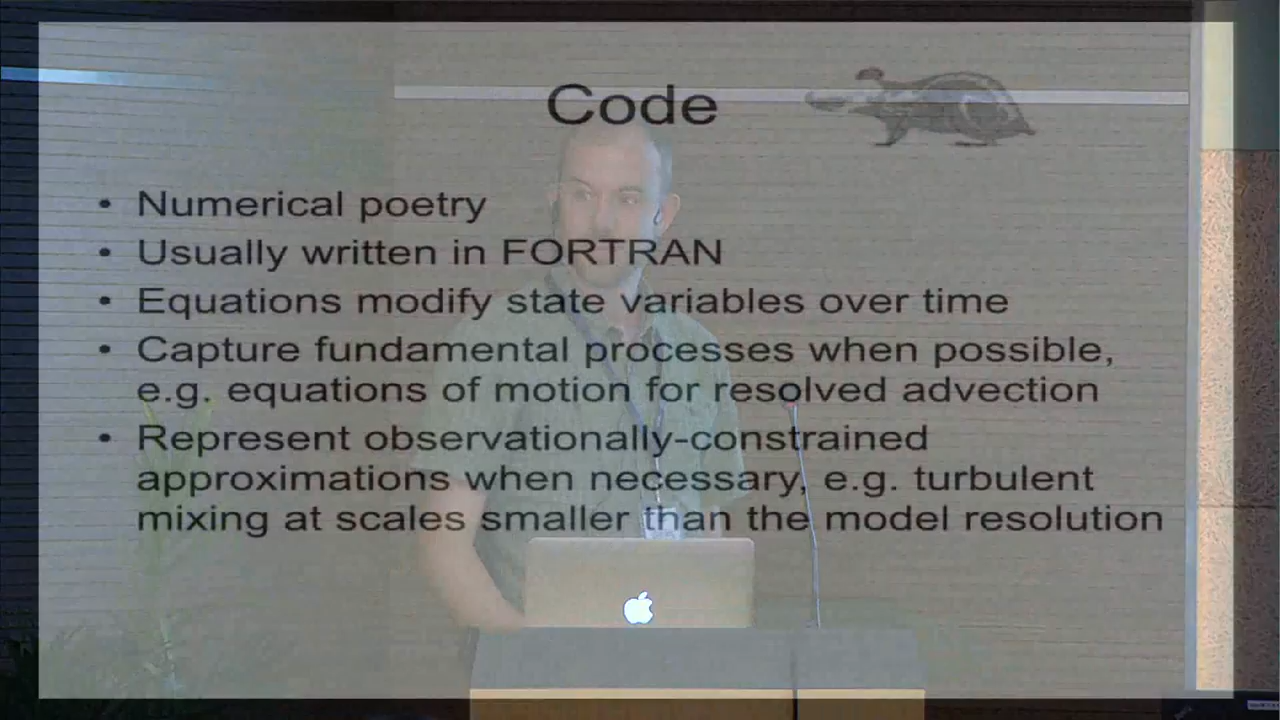 Code
• Numerical poetry
• Usually written in FORTRAN
• Equations modify state variables over time
• Capture fundamental processes when possible,
e.g. equations of motion for resolved advection
• Represent observationally-constrained
approximations when necessary, e.g. turbulent
mixing at scales smaller than the model resolution